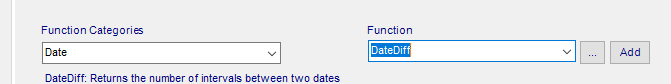 Function Categories Function
Date DateDiff ... Add
DateDiff: Returns the number of intervals between two dates